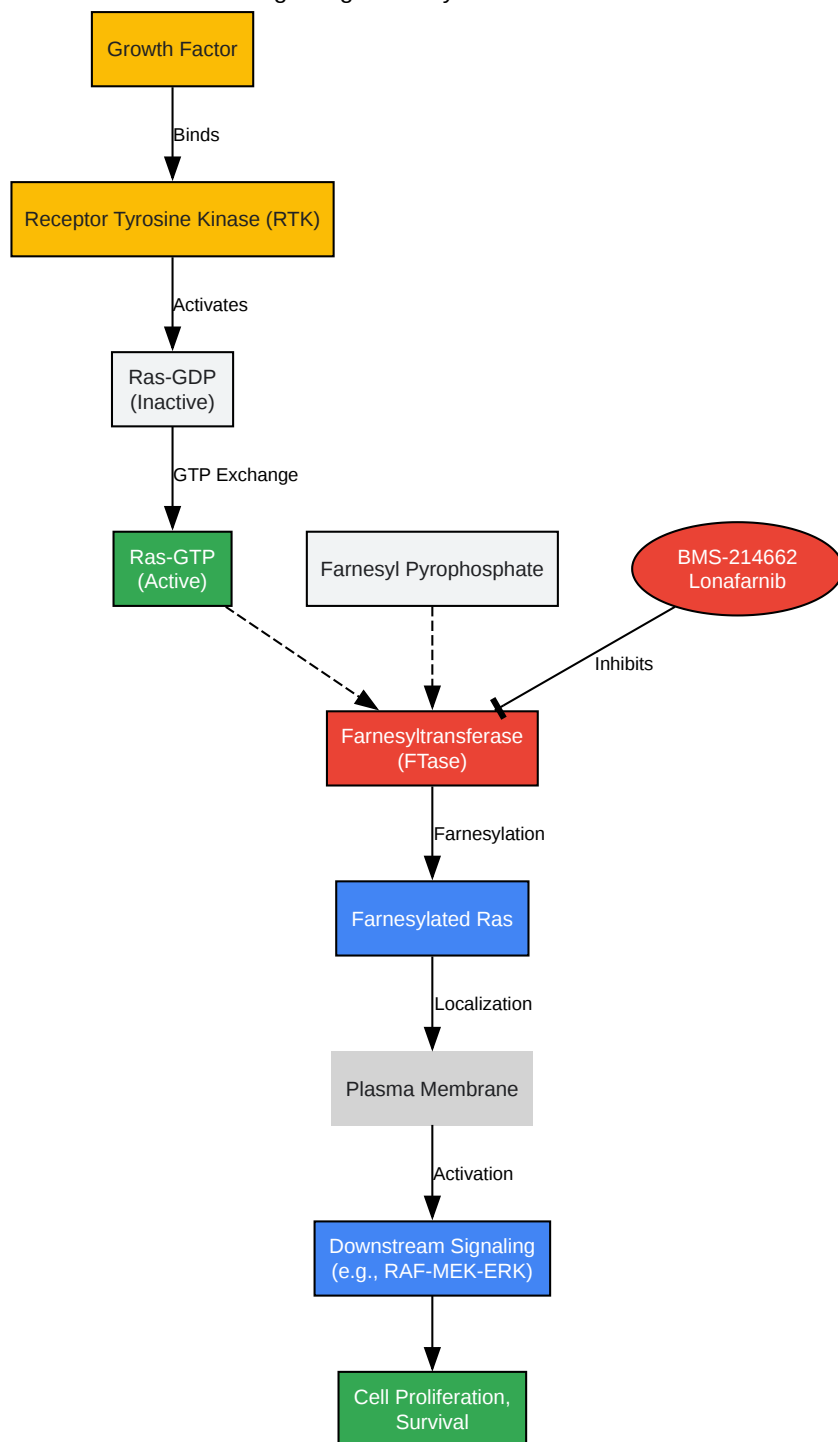 Growth Factor
Binds
Receptor Tyrosine Kinase (RTK)
Activates
Ras-GDP
(Inactive)
GTP Exchange
Ras-GTP
(Active)
Farnesyl Pyrophosphate
BMS-214662
Lonafarnib
Inhibits
Farnesyltransferase
(FTase)
Farnesylation
Farnesylated Ras
Localization
Plasma Membrane
Activation
Downstream Signaling
(e.g., RAF-MEK-ERK)
Cell Proliferation,
Survival